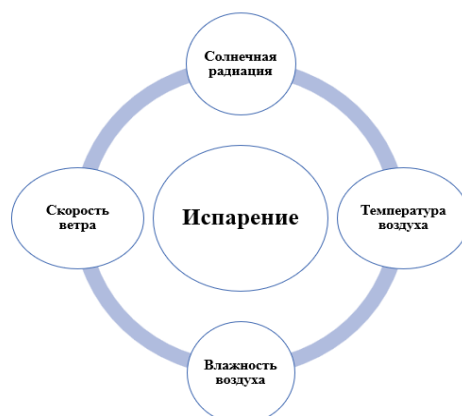 Солнечная
радиация
Скорость
ветра
Испарение
Температура
воздуха
Влажность
воздуха